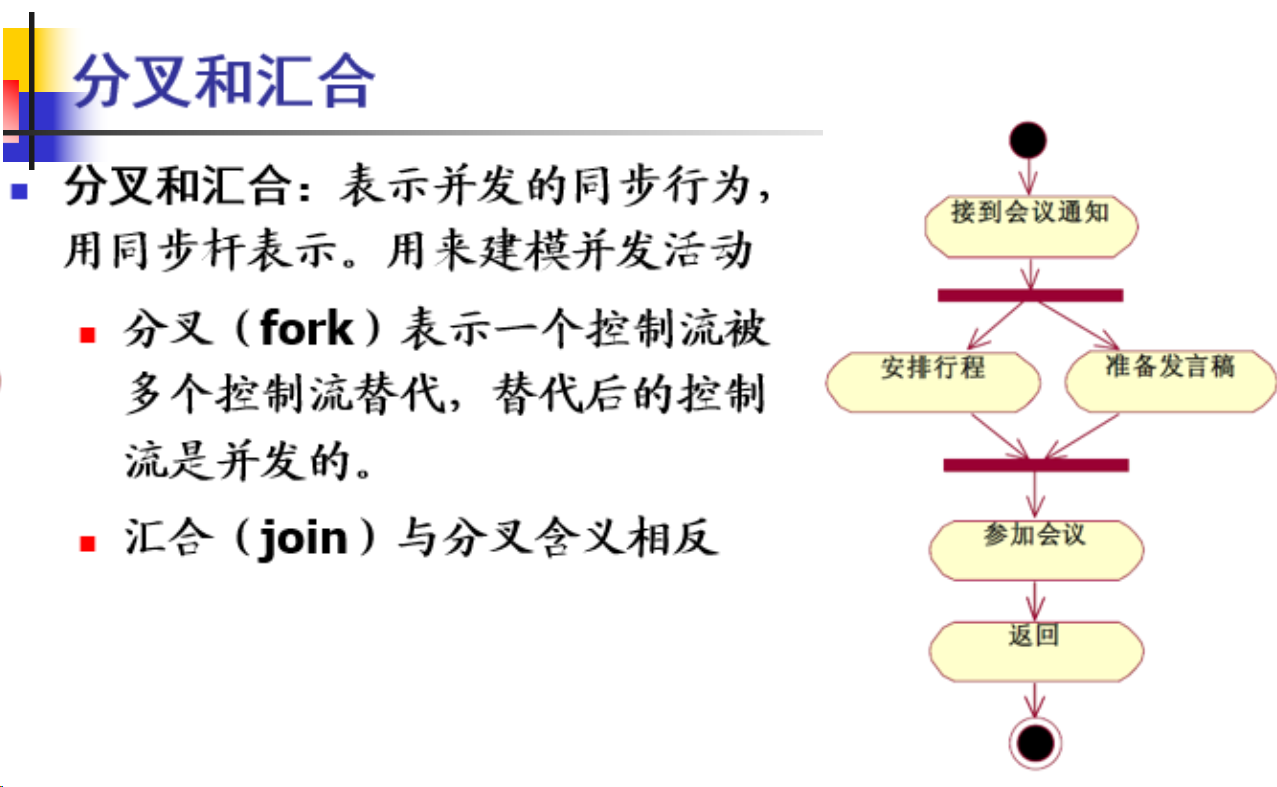 分叉和汇合
分叉和汇合：表示并发的同步行为，
用同步杆表示。用来建模并发活动
分叉（fork）表示一个控制流被
多个控制流替代，替代后的控制
流是并发的。
汇合（join）与分叉含义相反
接到会议通知
安排行程
准备发言稿
参加会议
返回